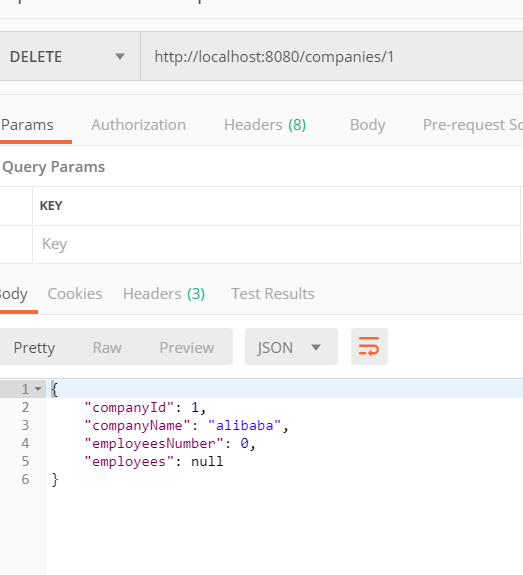 DELETE http://localhost:8080/companies/1
Params Authorization Headers (8) Body Pre-request Sc
Query Params
KEY
Key
Body Cookies Headers (3) Test Results
Pretty Raw Preview JSON
1 {
2 "companyId": 1,
3 "companyName": "alibaba",
4 "employeesNumber": 0,
5 "employees": null
6 }